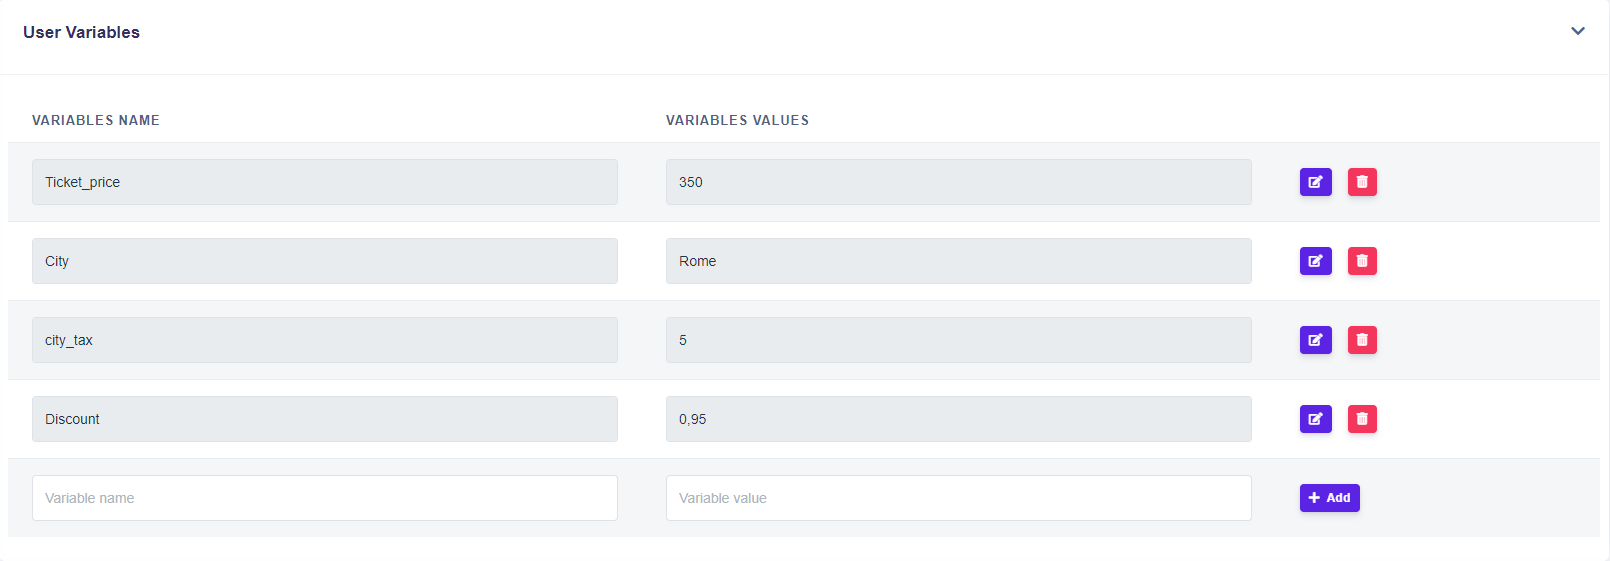 User Variables
VARIABLES NAME VARIABLES VALUES
Ticket_price 350
City Rome
city_tax 5
Discount 0,95
Variable name Variable value Add